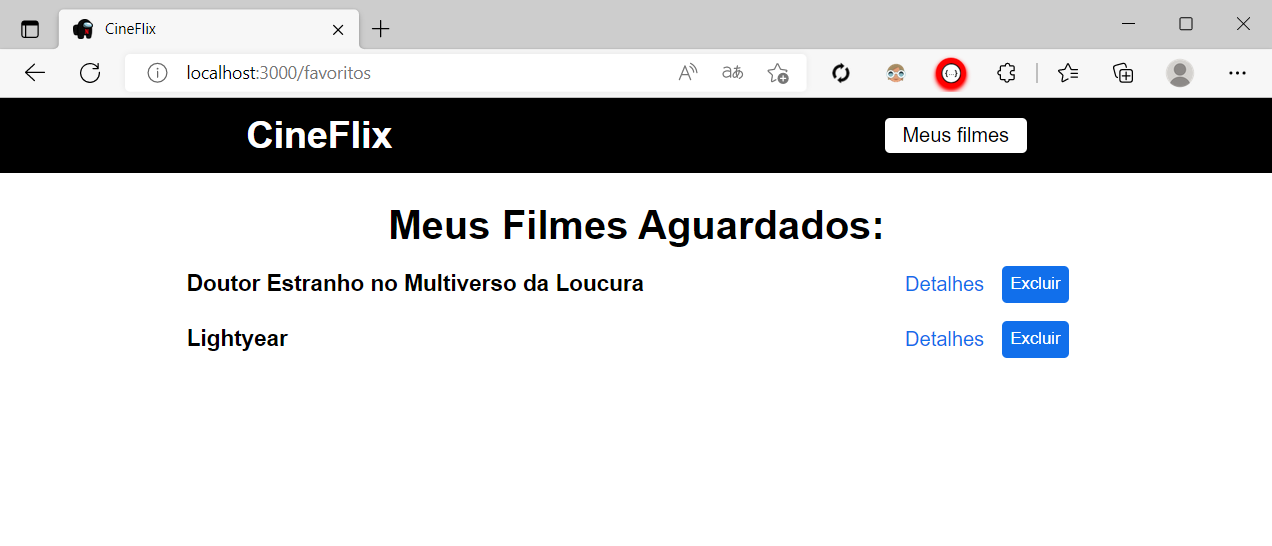 CineFlix
localhost:3000/favoritos
CineFlix
Meus filmes
Meus Filmes Aguardados:
Doutor Estranho no Multiverso da Loucura Detalhes Excluir
Lightyear Detalhes Excluir